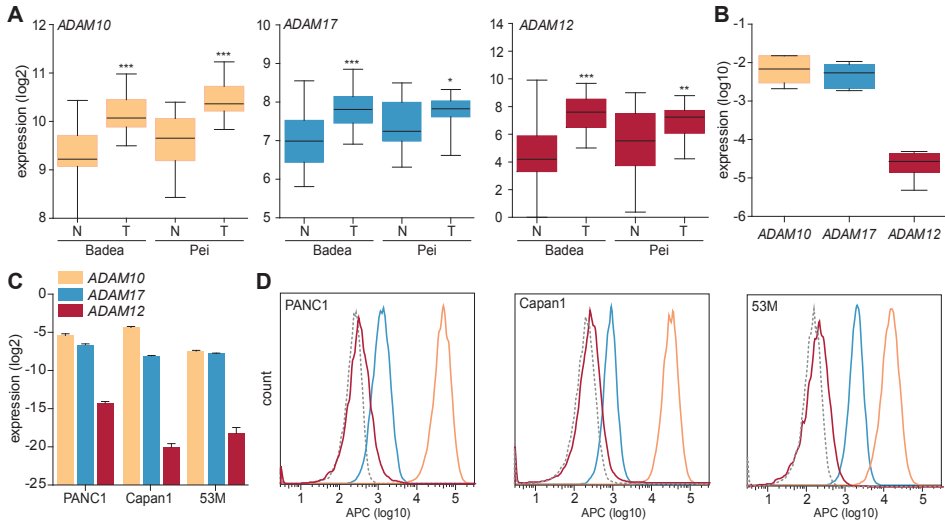 A
ADAM10
expression (log2)
11
10
9
8
***
***
N T N T
Badea Pei
ADAM17
10
9
8
7
6
5
***
*
N T N T
Badea Pei
ADAM12
14
12
10
8
6
4
2
0
***
**
N T N T
Badea Pei
B
expression (log10)
-1
-2
-3
-4
-5
-6
ADAM10 ADAM17 ADAM12
C
ADAM10
ADAM17
ADAM12
expression (log2)
0
-5
-10
-15
-20
-25
PANC1 Capan1 53M
D
count
PANC1
1 2 3 4 5
APC (log10)
Capan1
1 2 3 4 5
APC (log10)
53M
1 2 3 4 5
APC (log10)